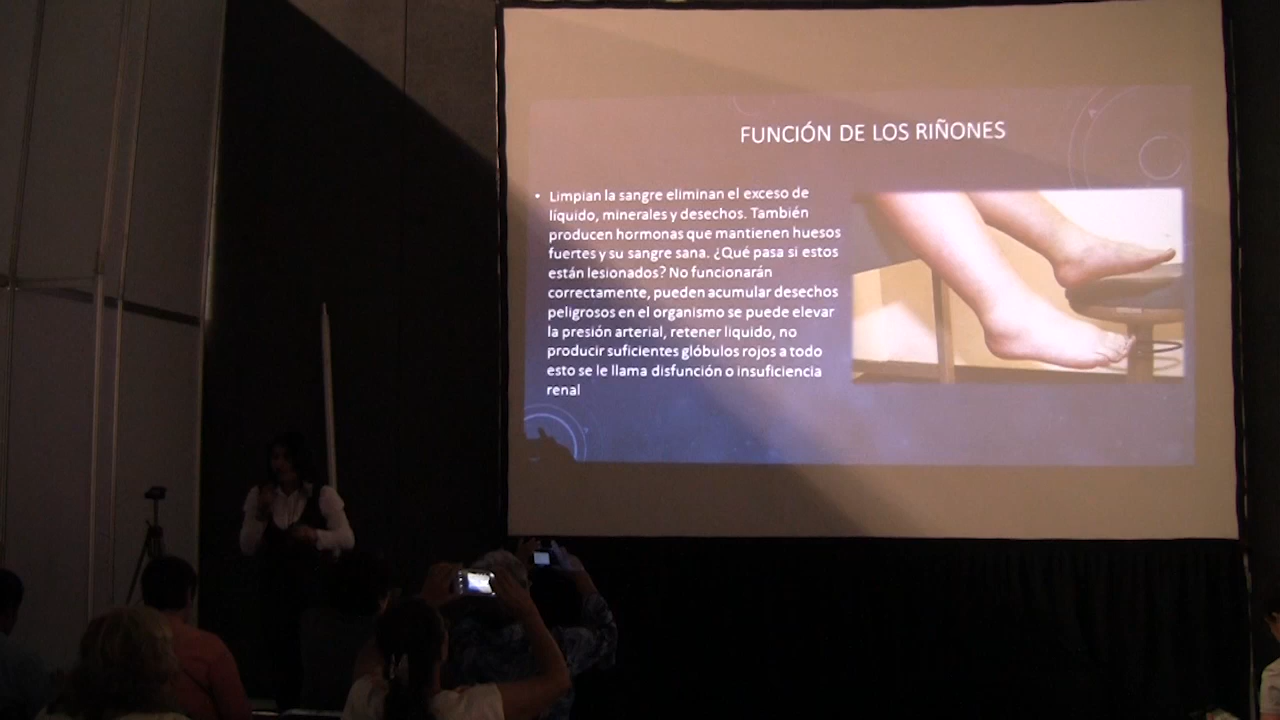 FUNCIÓN DE LOS RIÑONES
• Limpian la sangre eliminan el exceso de
líquido, minerales y desechos. También
producen hormonas que mantienen huesos
fuertes y su sangre sana. ¿Qué pasa si estos
están lesionados? No funcionarán
correctamente, pueden acumular desechos
peligrosos en el organismo se puede elevar
la presión arterial, retener liquido, no
producir suficientes glóbulos rojos a todo
esto se le llama disfunción o insuficiencia
renal